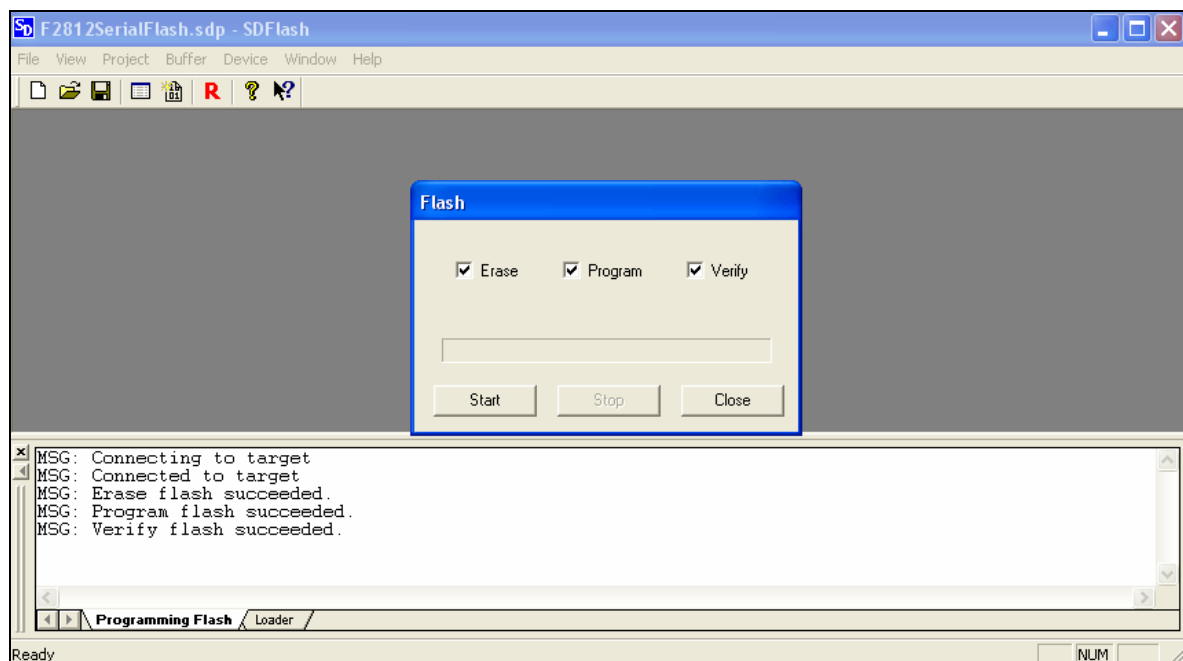 F2812SerialFlash.sdp - SDFlash
File View Project Buffer Device Window Help
Flash
Erase Program Verify
Start Stop Close
MSG: Connecting to target
MSG: Connected to target
MSG: Erase flash succeeded.
MSG: Program flash succeeded.
MSG: Verify flash succeeded.
Programming Flash Loader
Ready NUM